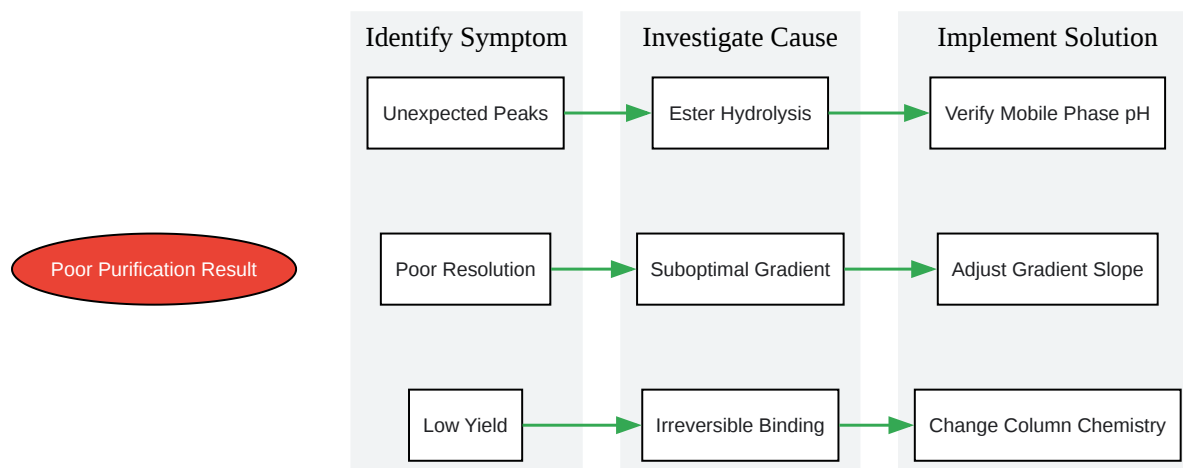 Identify Symptom
Investigate Cause
Implement Solution
Unexpected Peaks
Ester Hydrolysis
Verify Mobile Phase pH
Poor Purification Result
Poor Resolution
Suboptimal Gradient
Adjust Gradient Slope
Low Yield
Irreversible Binding
Change Column Chemistry